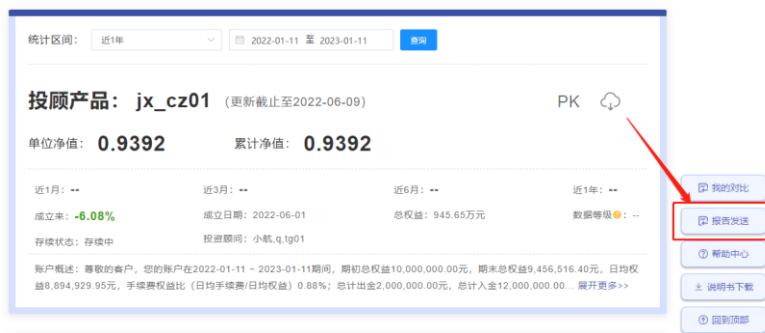 统计区间： 近1年 2022-01-11 至 2023-01-11 查询
投顾产品： jx_cz01 （更新截止至2022-06-09） PK
单位净值： 0.9392 累计净值： 0.9392
近1月： -- 近3月： -- 近6月： -- 近1年： --
成立率： -6.08% 成立日期： 2022-06-01 总权益： 945.65万元 数据等级?： --
存续状态： 存续中 投资顾问： 小航,q,tg01
账户概述：尊敬的客户，您的账户在2022-01-11 ~ 2023-01-11期间，期初总权益10,000,000.00元，期末总权益9,456,516.40元，日均权
益8,894,929.95元，手续费权益比（日均手续费/日均权益）0.88%；总计出金2,000,000.00元，总计入金12,000,000.00... 展开更多>>
我的对比
报告发送
帮助中心
说明书下载
回到顶部